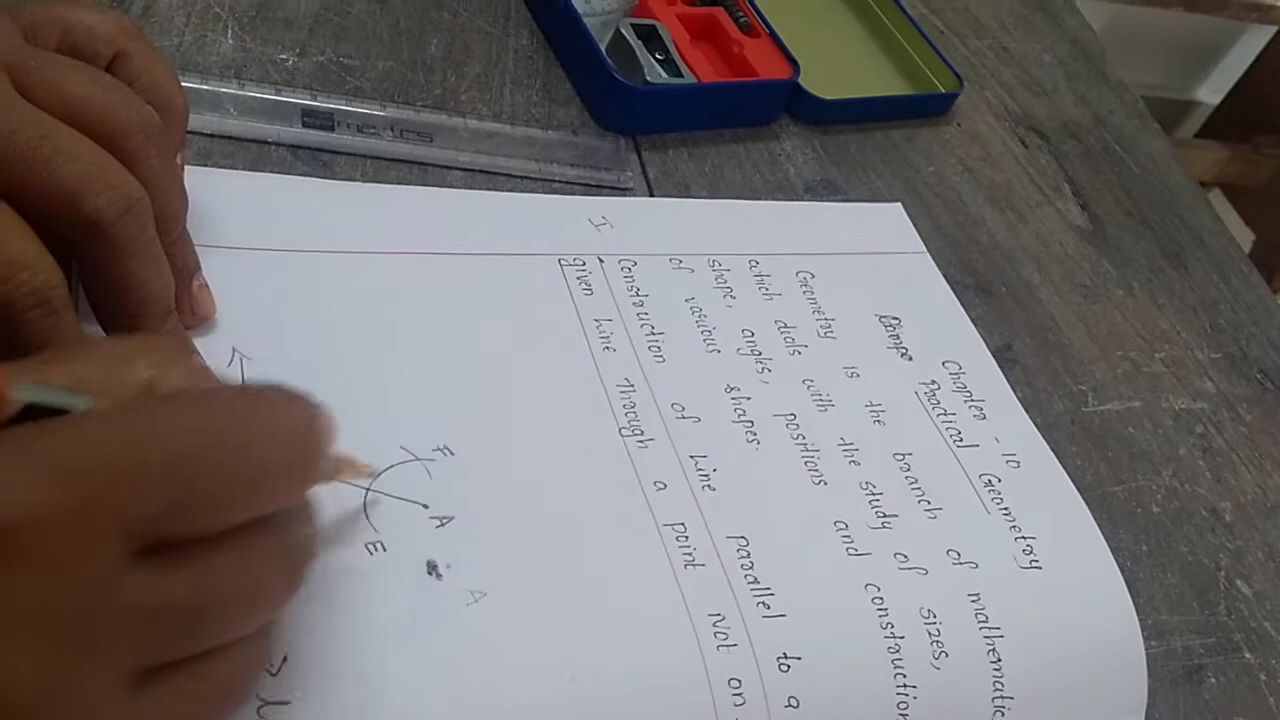 Chapter - 10
Practical Geometry
Geometry is the branch of mathematic
which dials with the study of sizes,
shape, angles, positions and construction
of various shapes.
I
Construction of Line parallel to a
given Line Through a point Not on
F
A
E
A
l